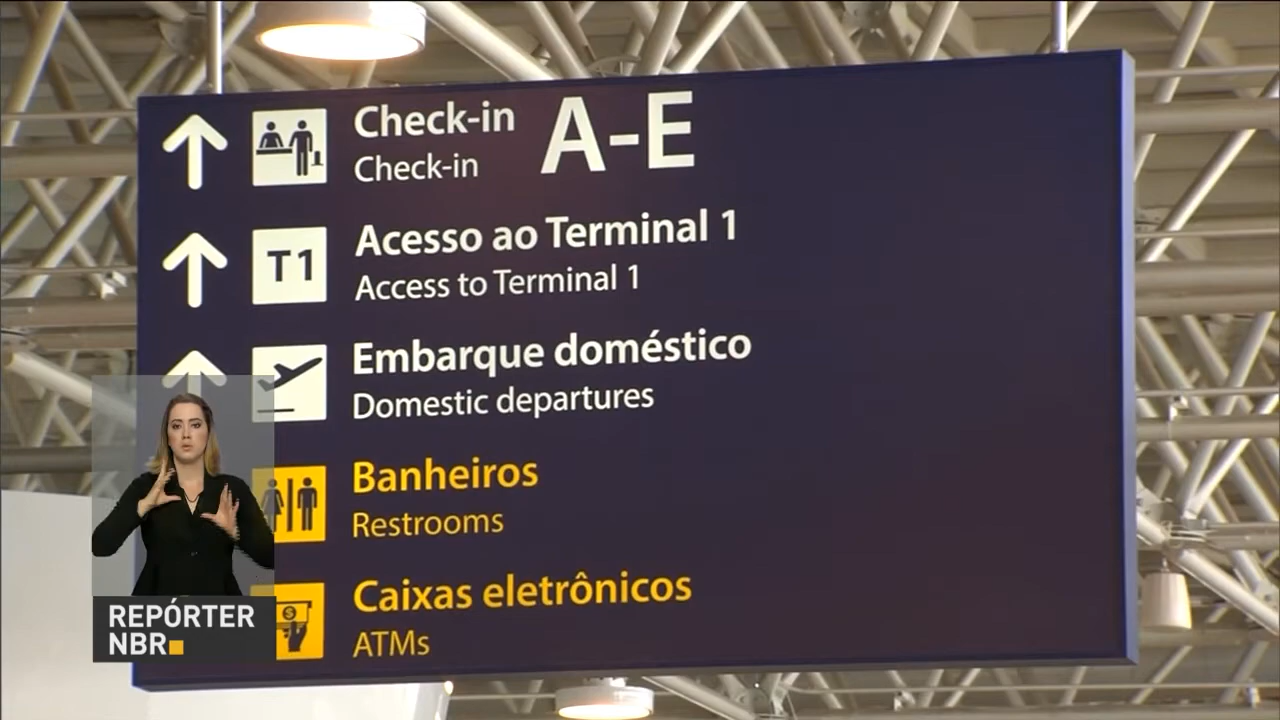 Check-in A-E
Check-in
T1 Acesso ao Terminal 1
Access to Terminal 1
Embarque doméstico
Domestic departures
Banheiros
Restrooms
$ Caixas eletrônicos
ATMs
REPÓRTER
NBR